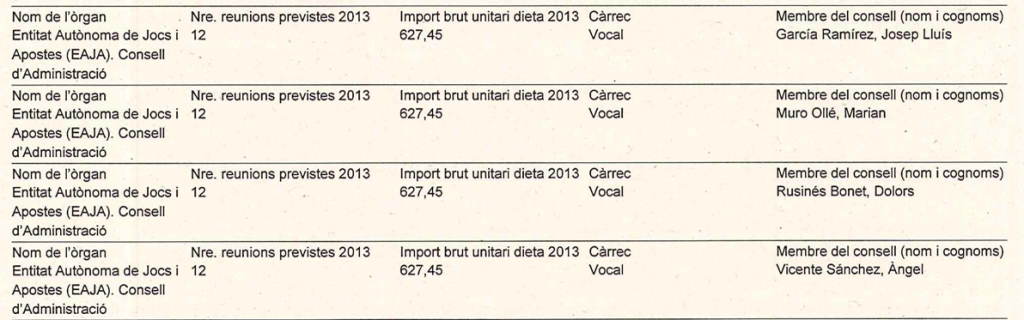 Nom de l'òrgan Nre. reunions previstes 2013 Import brut unitari dieta 2013 Càrrec Membre del consell (nom i cognoms)
Entitat Autònoma de Jocs i 12 627,45 Vocal García Ramírez, Josep Lluís
Apostes (EAJA). Consell
d'Administració
Nom de l'òrgan Nre. reunions previstes 2013 Import brut unitari dieta 2013 Càrrec Membre del consell (nom i cognoms)
Entitat Autònoma de Jocs i 12 627,45 Vocal Muro Ollé, Marian
Apostes (EAJA). Consell
d'Administració
Nom de l'òrgan Nre. reunions previstes 2013 Import brut unitari dieta 2013 Càrrec Membre del consell (nom i cognoms)
Entitat Autònoma de Jocs i 12 627,45 Vocal Rusinés Bonet, Dolors
Apostes (EAJA). Consell
d'Administració
Nom de l'òrgan Nre. reunions previstes 2013 Import brut unitari dieta 2013 Càrrec Membre del consell (nom i cognoms)
Entitat Autònoma de Jocs i 12 627,45 Vocal Vicente Sánchez, Àngel
Apostes (EAJA). Consell
d'Administració